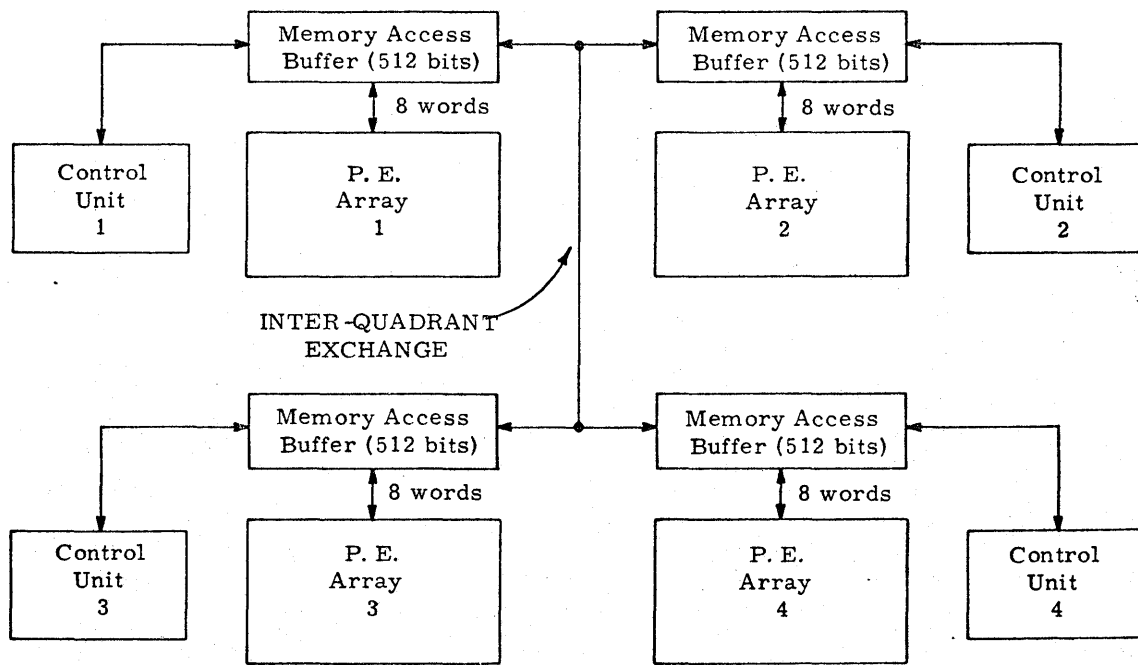 Memory Access
Buffer (512 bits)
Memory Access
Buffer (512 bits)
8 words
8 words
Control
Unit
1
P. E.
Array
1
P. E.
Array
2
Control
Unit
2
INTER-QUADRANT
EXCHANGE
Memory Access
Buffer (512 bits)
Memory Access
Buffer (512 bits)
8 words
8 words
Control
Unit
3
P. E.
Array
3
P. E.
Array
4
Control
Unit
4